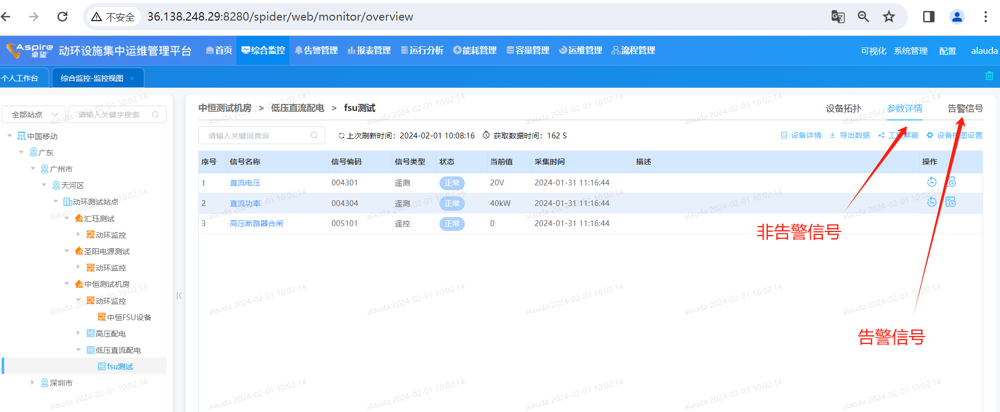 不安全 36.138.248.29:8280/spider/web/monitor/overview
Aspire 卓望 动环设施集中运维管理平台 首页 综合监控 告警管理 报表管理 运行分析 能耗管理 容量管理 运维管理 流程管理 可视化 系统管理 配置 alauda
个人工作台 综合监控-监控视图 ×
全部站点 请输入关键字搜索
中国移动
广东
广州市
天河区
动环测试站点
汇珏测试
动环监控
圣阳电源测试
动环监控
中恒测试机房
动环监控
中恒FSU设备
高压配电
低压直流配电
fsu测试
深圳市
中恒测试机房 > 低压直流配电 > fsu测试
设备拓扑 参数详情 告警信号
请输入关键词查询 上次刷新时间：2024-02-01 10:08:16 获取数据时间：162 S
设备详情 导出数据 工程屏蔽 设备视图设置
序号 信号名称 信号编码 信号类型 状态 当前值 采集时间 描述 操作
1 直流电压 004301 遥测 正常 20V 2024-01-31 11:16:44
2 直流功率 004304 遥测 正常 40kW 2024-01-31 11:16:44
3 高压断路器合闸 005101 遥控 正常 0 2024-01-31 11:16:44
非告警信号
告警信号
alauda 2024-02-01 10:02:14